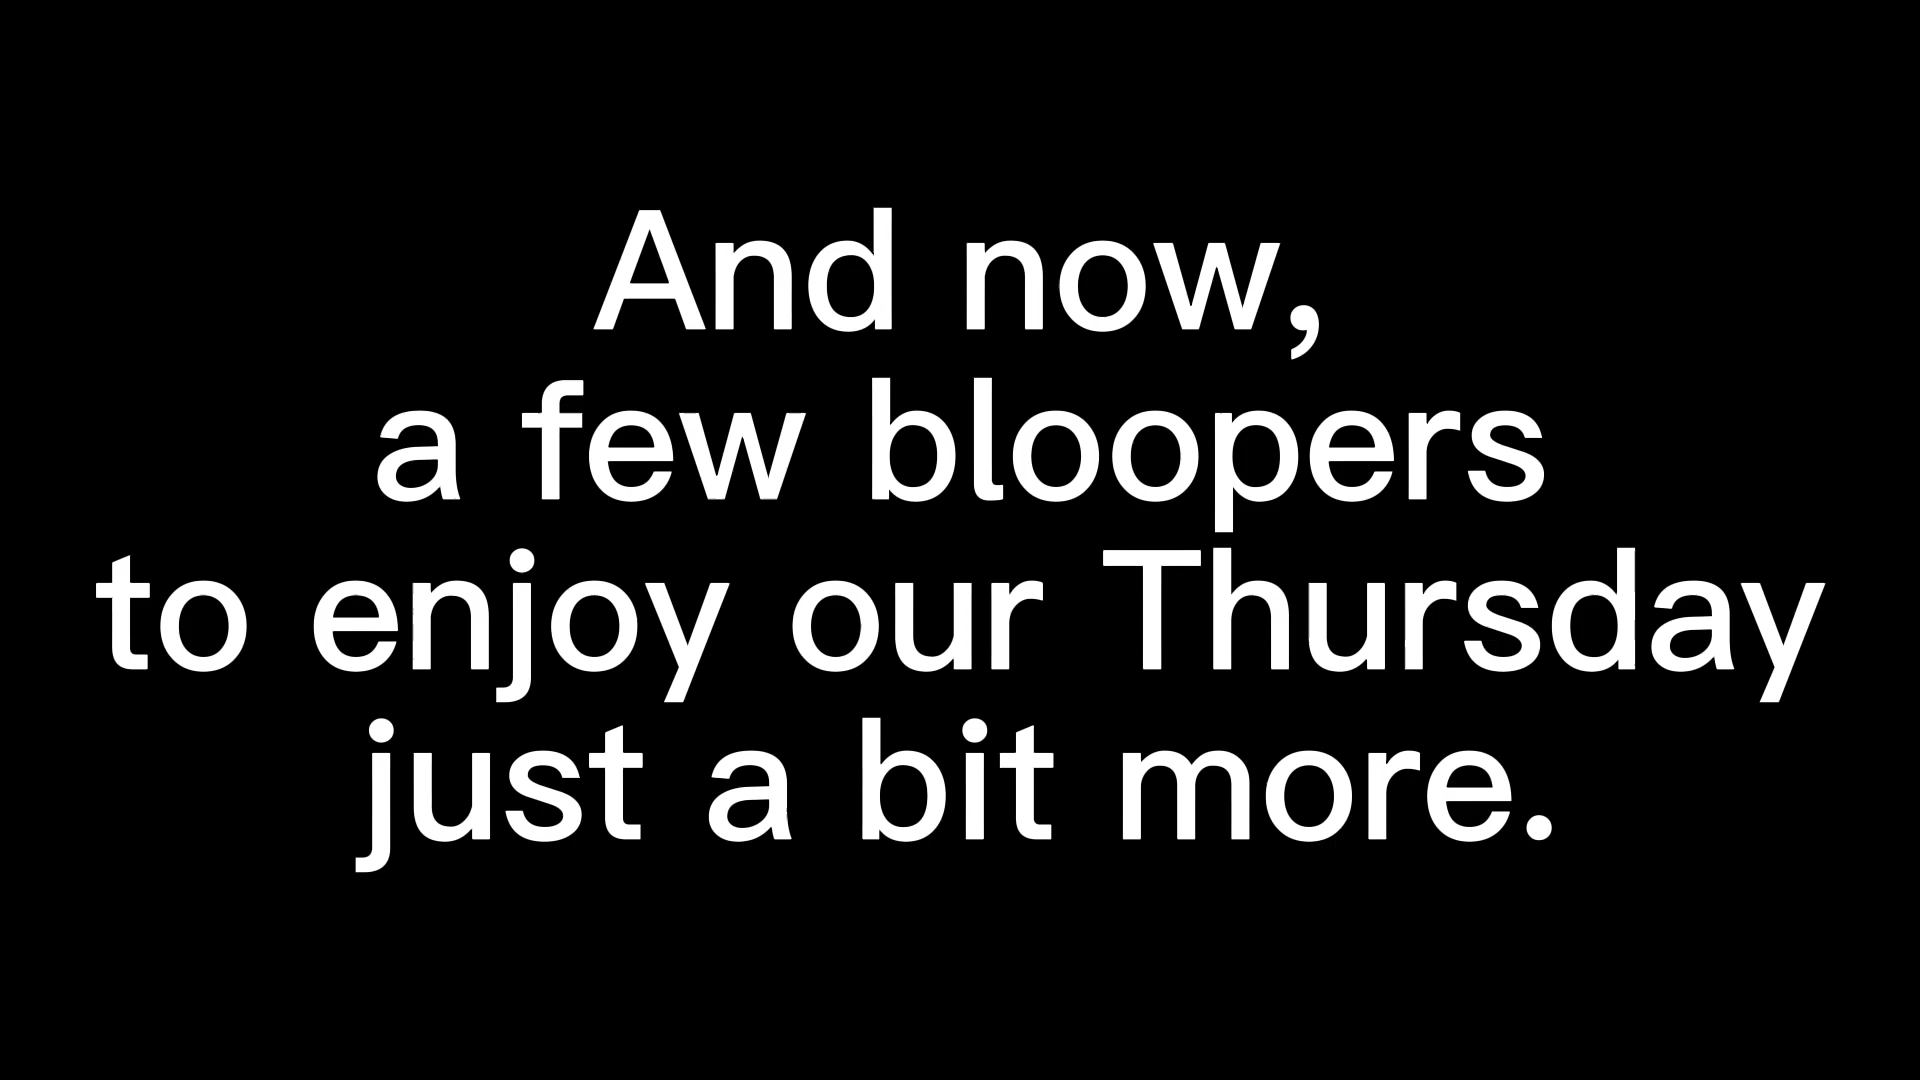 And now,
a few bloopers
to enjoy our Thursday
just a bit more.